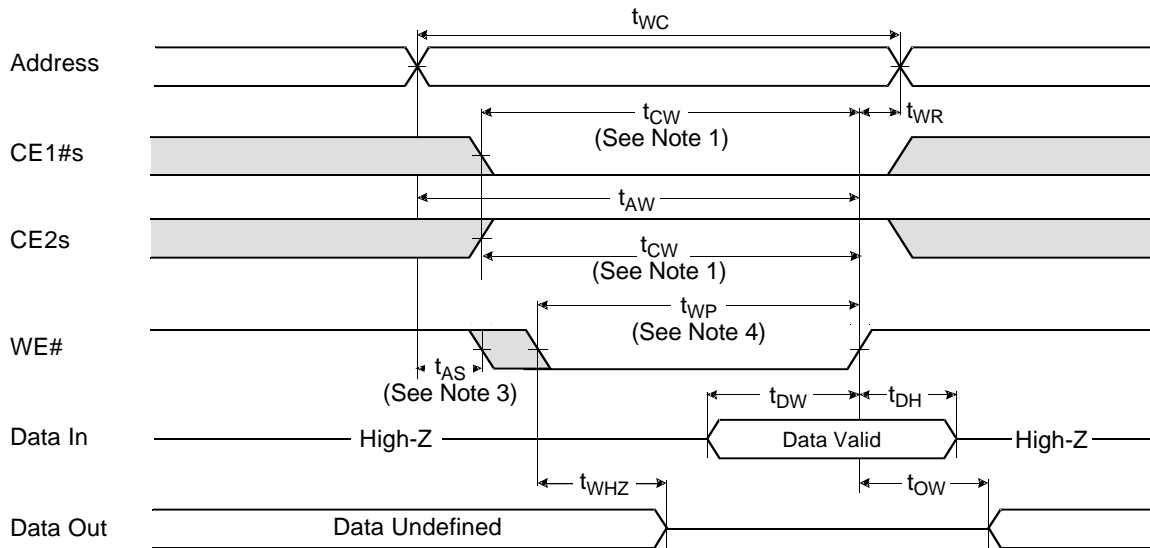 tWC
Address
tCW
(See Note 1)
tWR
CE1#s
tAW
CE2s
tCW
(See Note 1)
tWP
(See Note 4)
WE#
tAS
(See Note 3)
tDW
tDH
Data In
High-Z
Data Valid
High-Z
tWHZ
tOW
Data Out
Data Undefined